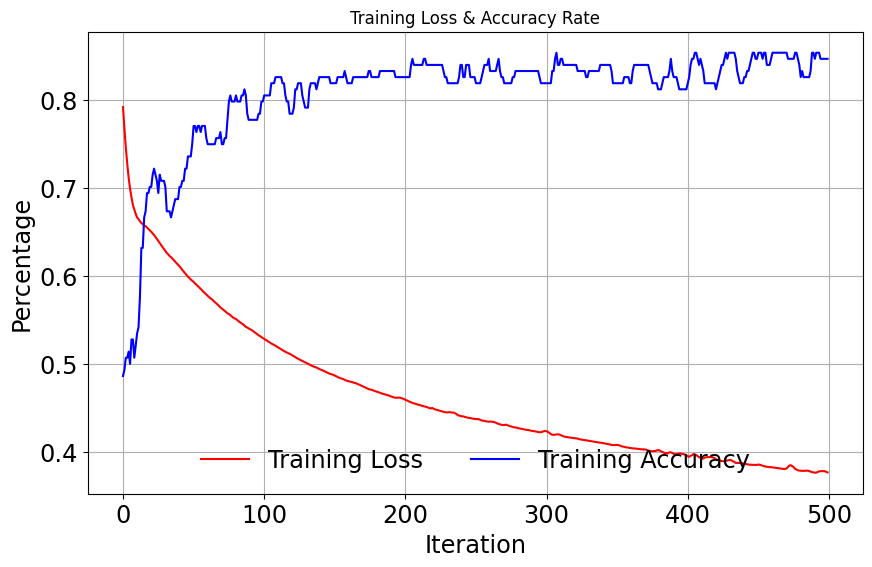 Training Loss & Accuracy Rate
Percentage
0.8
0.7
0.6
0.5
0.4
Training Loss Training Accuracy
0 100 200 300 400 500
Iteration